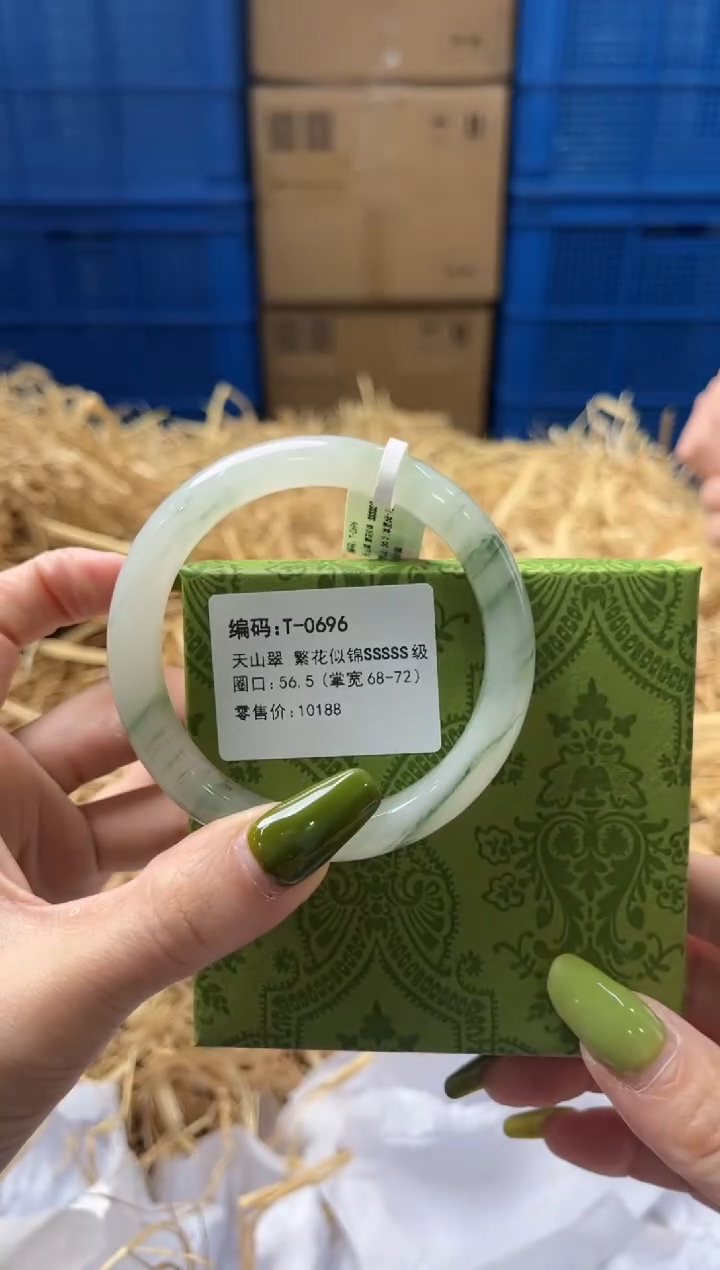 编码:T-0696
天山翠 繁花似锦SSSSS级
圈口:56.5(掌宽68-72)
零售价:10188